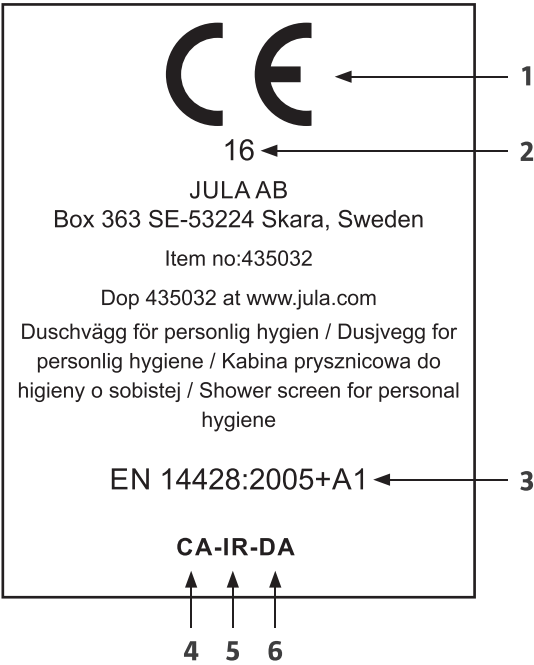 CE
1
16
2
JULA AB
Box 363 SE-53224 Skara, Sweden
Item no:435032
Dop 435032 at www.jula.com
Duschvägg för personlig hygien / Dusjvegg for
personlig hygiene / Kabina prysznicowa do
higieny o sobistej / Shower screen for personal
hygiene
EN 14428:2005+A1
3
CA-IR-DA
4 5 6